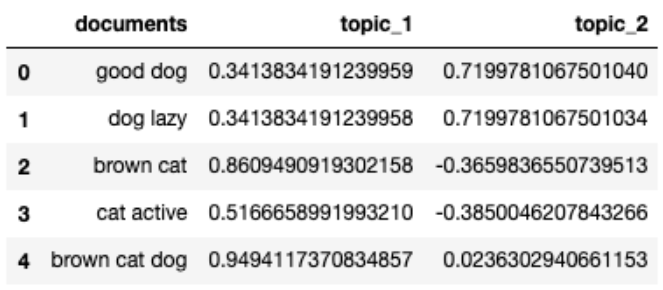 documents topic_1 topic_2
0 good dog 0.3413834191239959 0.7199781067501040
1 dog lazy 0.3413834191239958 0.7199781067501034
2 brown cat 0.8609490919302158 -0.3659836550739513
3 cat active 0.5166658991993210 -0.3850046207843266
4 brown cat dog 0.9494117370834857 0.0236302940661153